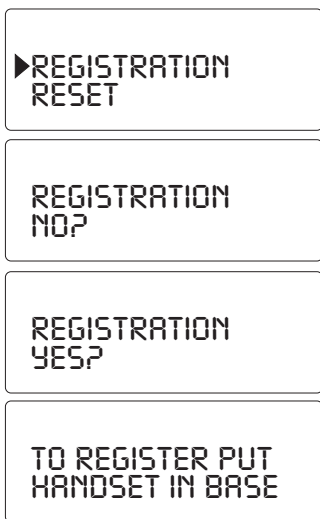 REGISTRATION
RESET
REGISTRATION
NO?
REGISTRATION
YES?
TO REGISTER PUT
HANDSET IN BASE